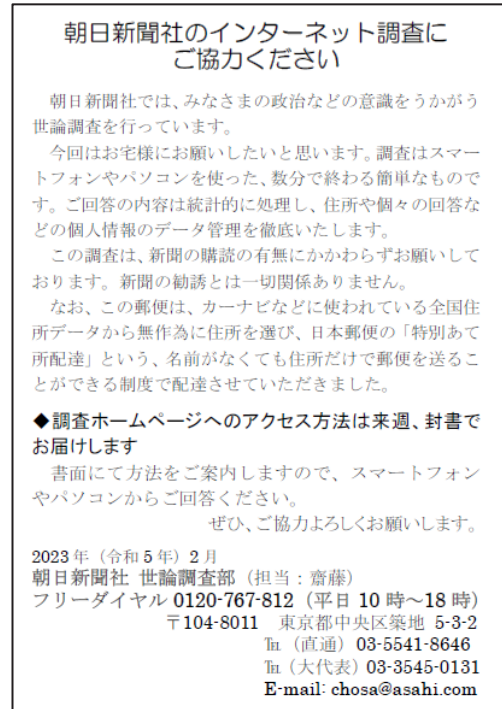 朝日新聞社のインターネット調査に
ご協力ください
朝日新聞社では、みなさまの政治などの意識をうかがう
世論調査を行っています。
今回はお宅様にお願いしたいと思います。調査はスマー
トフォンやパソコンを使った、数分で終わる簡単なもので
す。ご回答の内容は統計的に処理し、住所や個々の回答な
どの個人情報のデータ管理を徹底いたします。
この調査は、新聞の購読の有無にかかわらずお願いして
おります。新聞の勧誘とは一切関係ありません。
なお、この郵便は、カーナビなどに使われている全国住
所データから無作為に住所を選び、日本郵便の「特別あて
所配達」という、名前がなくても住所だけで郵便を送るこ
とができる制度で配達させていただきました。
◆調査ホームページへのアクセス方法は来週、封書で
お届けします
書面にて方法をご案内しますので、スマートフォン
やパソコンからご回答ください。
ぜひ、ご協力よろしくお願いします。
2023年（令和5年）2月
朝日新聞社 世論調査部（担当：齋藤）
フリーダイヤル 0120-767-812（平日10時～18時）
〒104-8011 東京都中央区築地 5-3-2
℡（直通）03-5541-8646
℡（大代表）03-3545-0131
E-mail: chosa@asahi.com